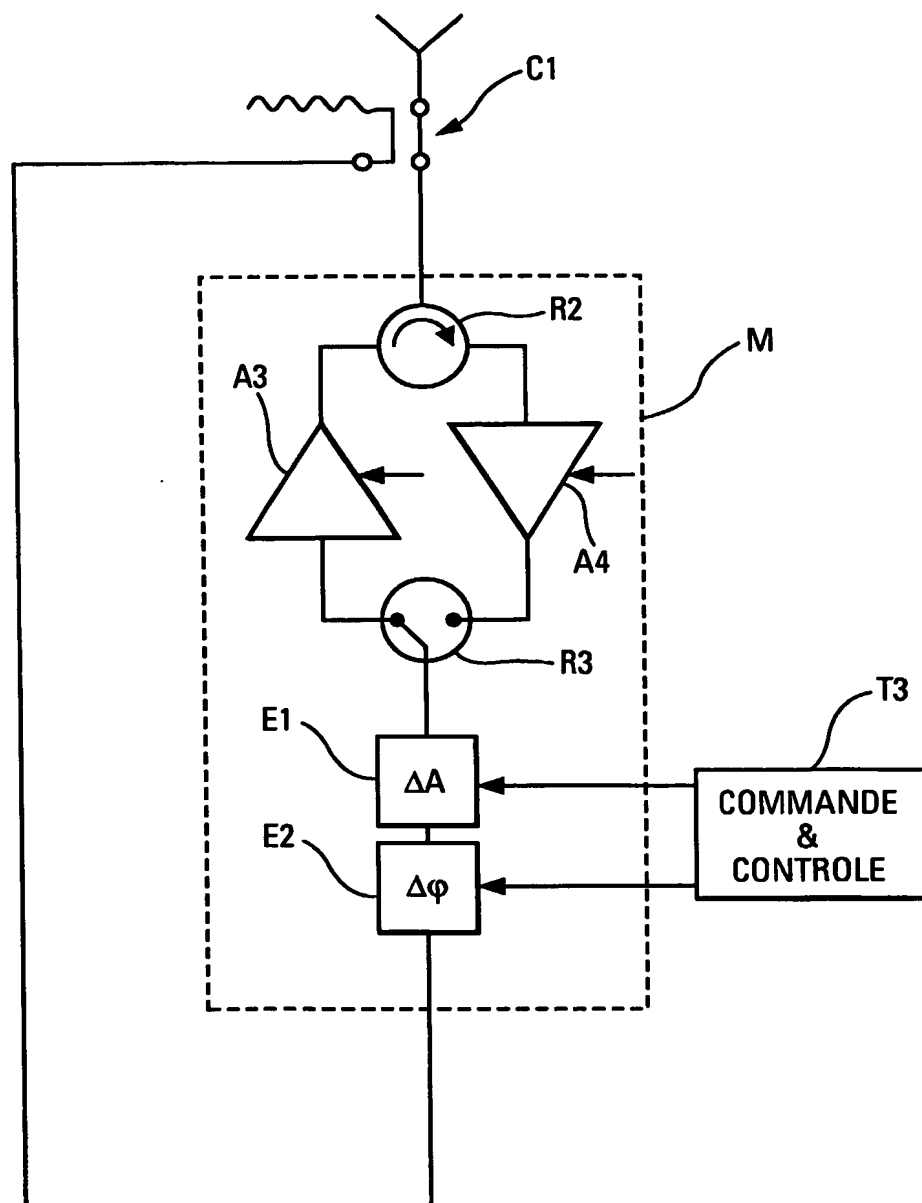 C1
R2
M
A3
A4
R3
T3
E1
ΔA
COMMANDE
&
CONTROLE
E2
Δφ